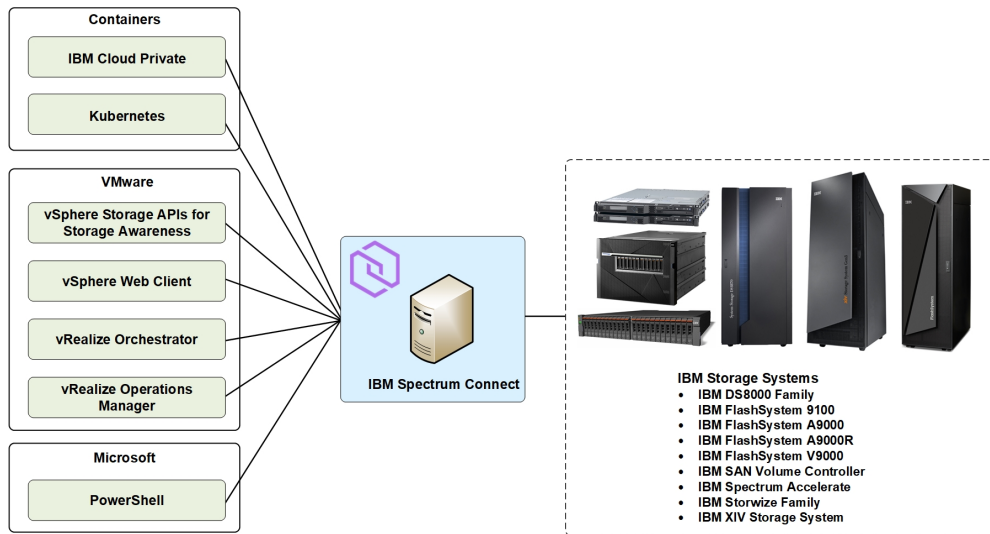 Containers
IBM Cloud Private
Kubernetes
VMware
vSphere Storage APIs for
Storage Awareness
vSphere Web Client
vRealize Orchestrator
vRealize Operations
Manager
Microsoft
PowerShell
IBM Spectrum Connect
IBM Storage Systems
• IBM DS8000 Family
• IBM FlashSystem 9100
• IBM FlashSystem A9000
• IBM FlashSystem A9000R
• IBM FlashSystem V9000
• IBM SAN Volume Controller
• IBM Spectrum Accelerate
• IBM Storwize Family
• IBM XIV Storage System